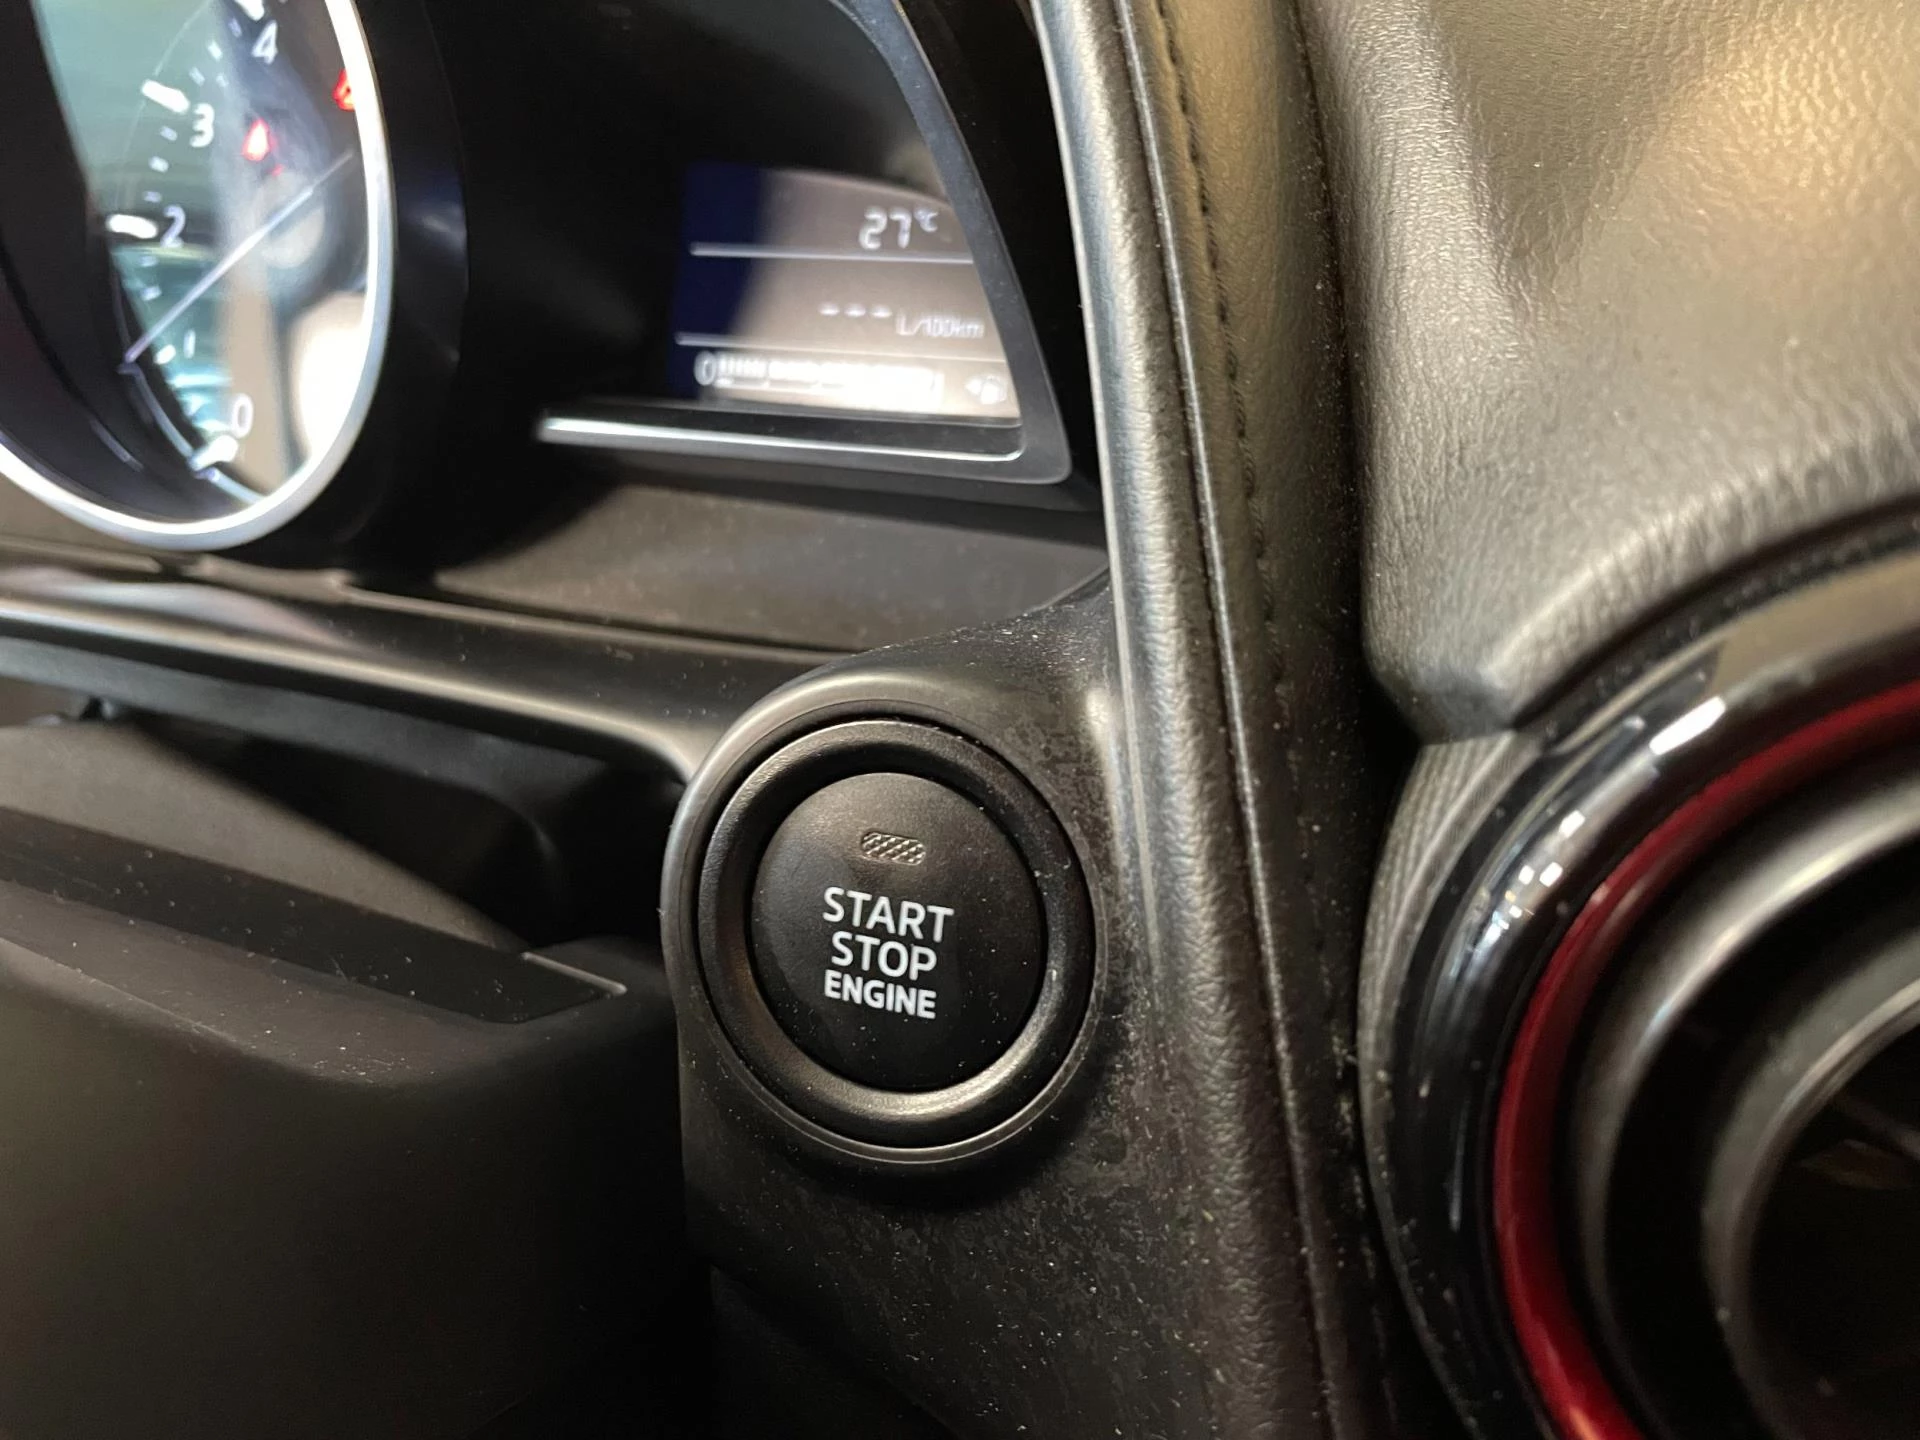 4
3
2
1
0
27°C
--- L/100km
START
STOP
ENGINE